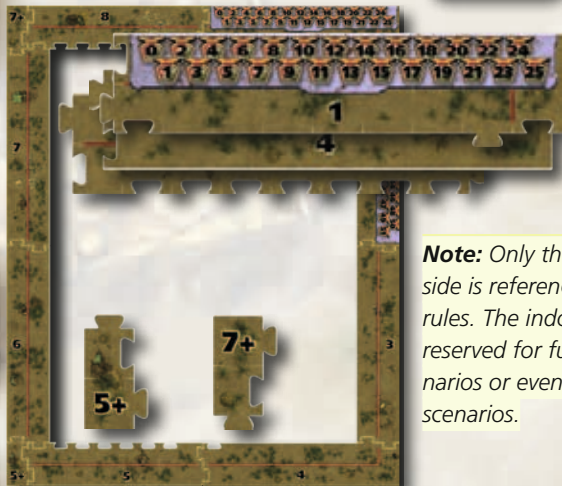 7+
8
0 2 4 6 8 10 12 14 16 18 20 22 24
1 3 5 7 9 11 13 15 17 19 21 23 25
1
4
7
6
3
5+
7+
5+
5
4
Note: Only th
side is referenc
rules. The indo
reserved for fu
narios or even
scenarios.